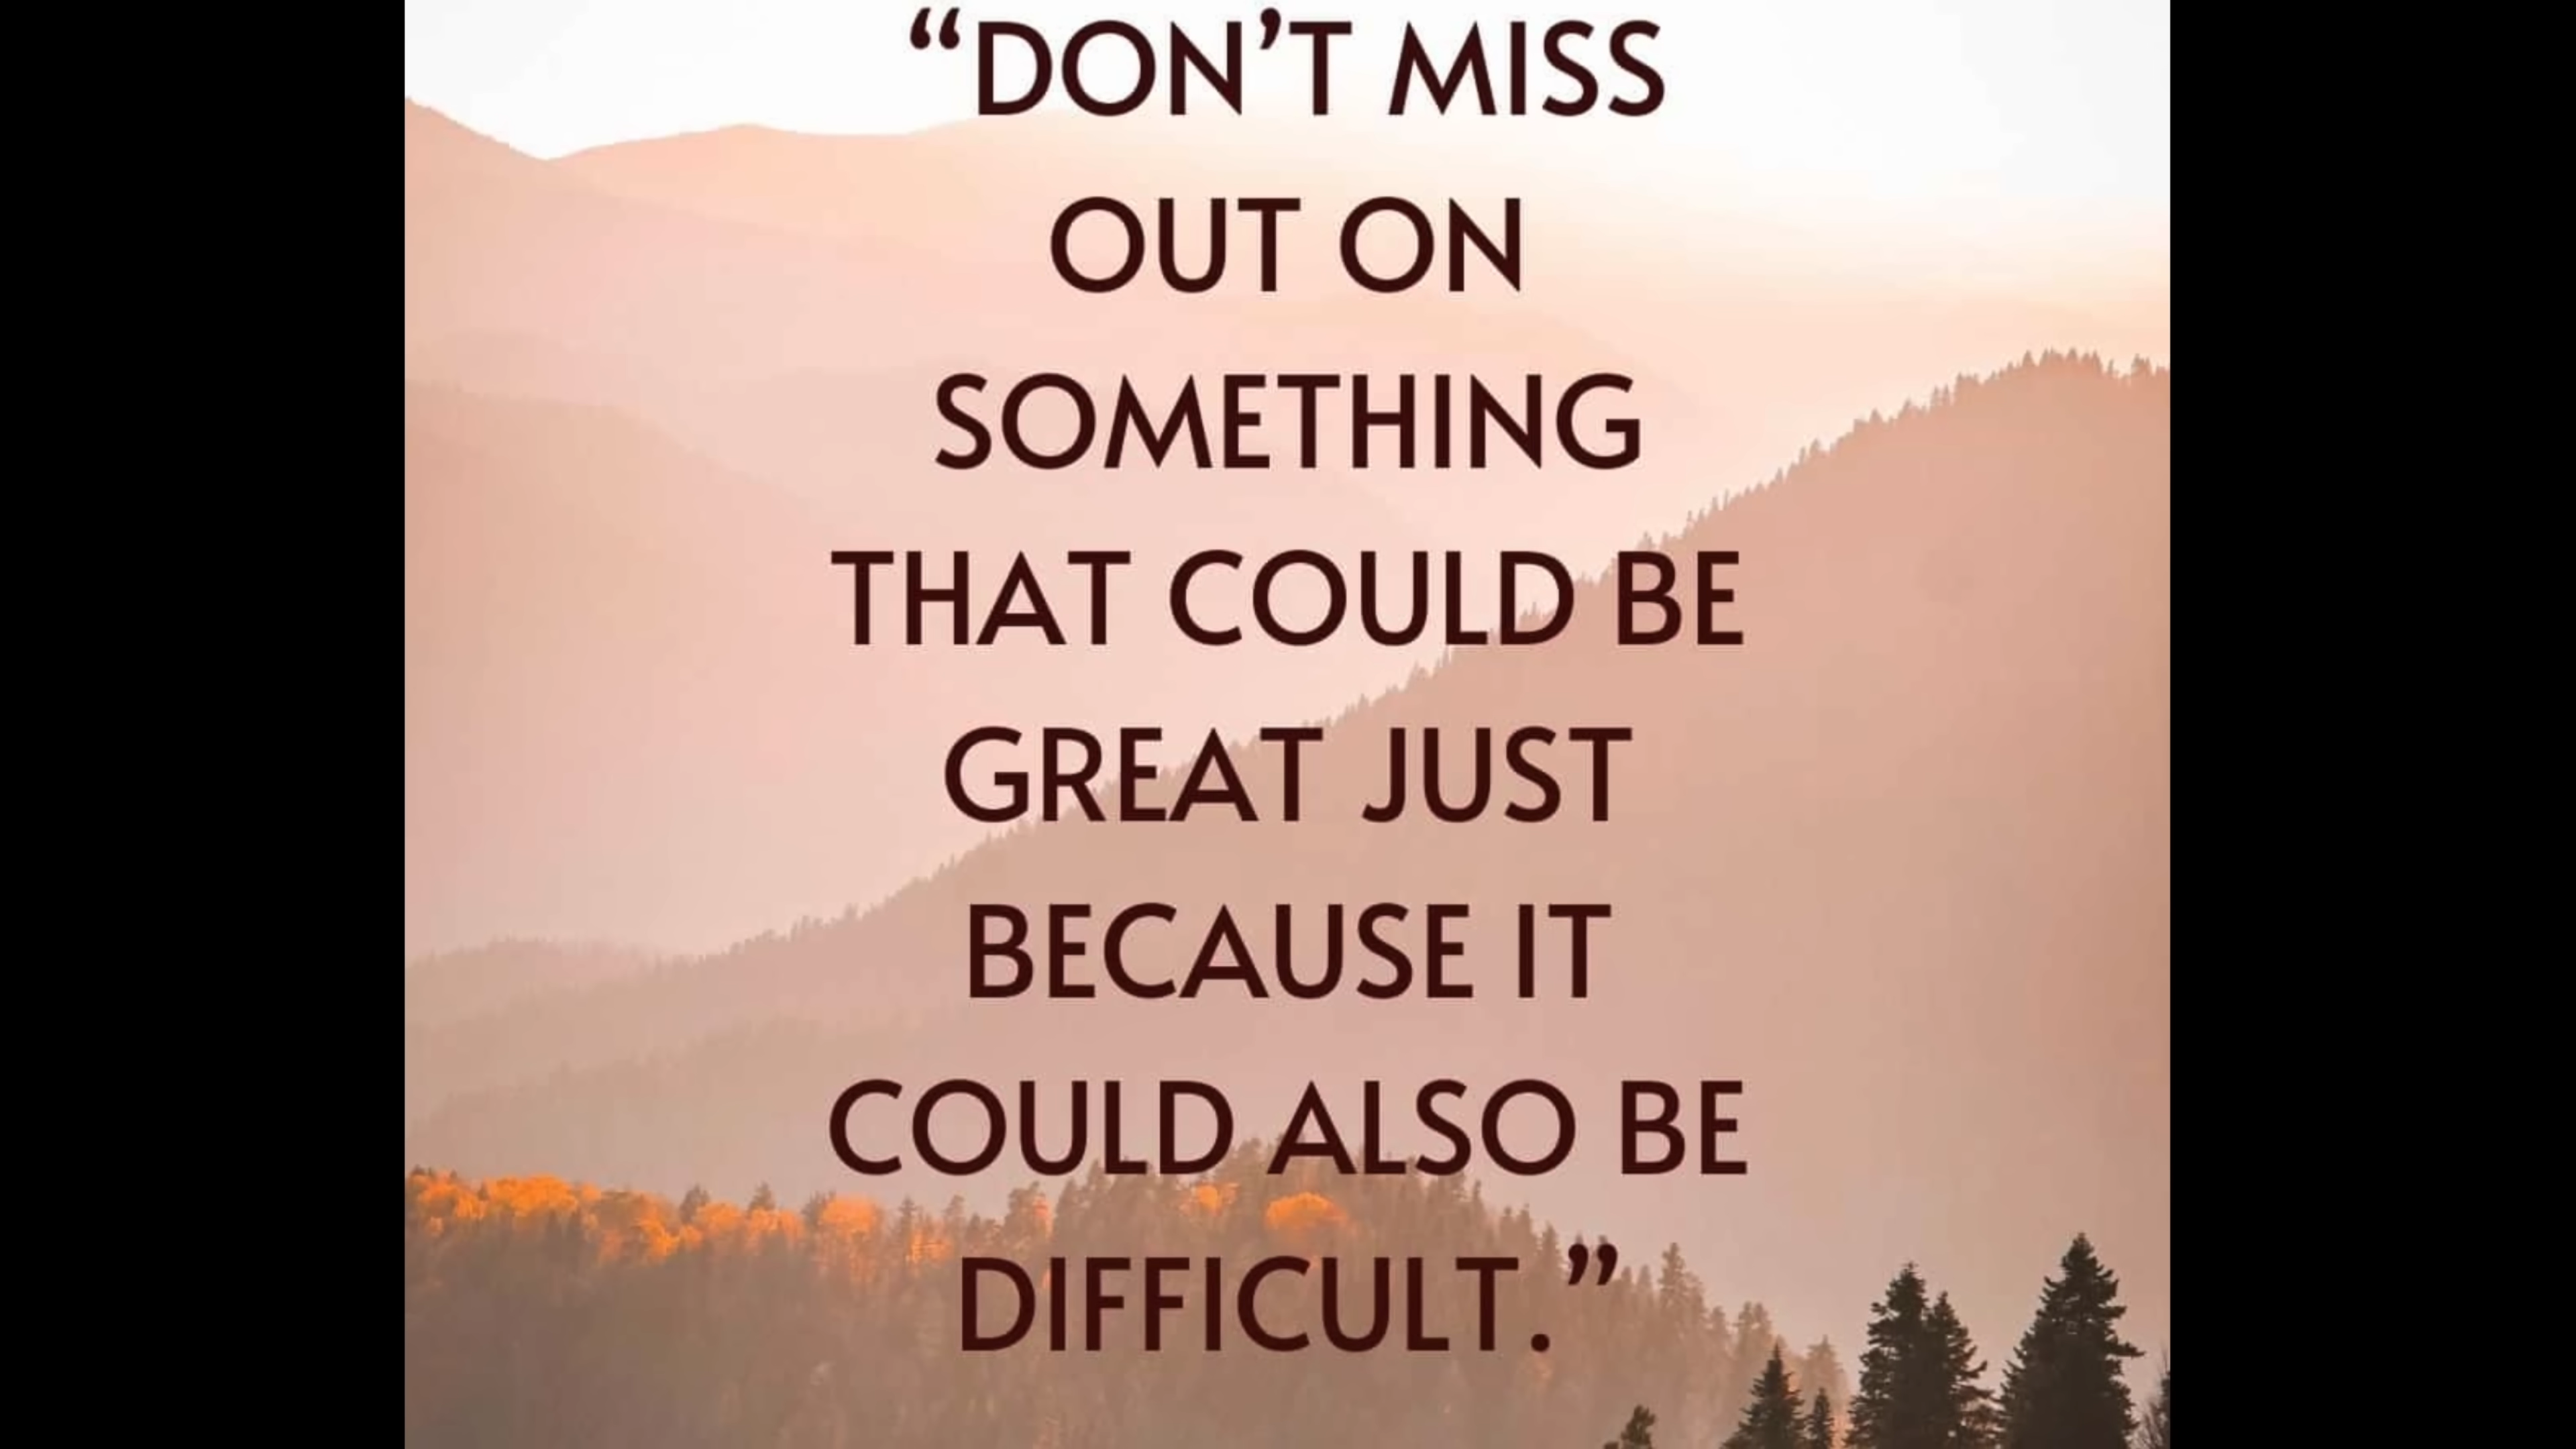 “DON’T MISS
OUT ON
SOMETHING
THAT COULD BE
GREAT JUST
BECAUSE IT
COULD ALSO BE
DIFFICULT.”